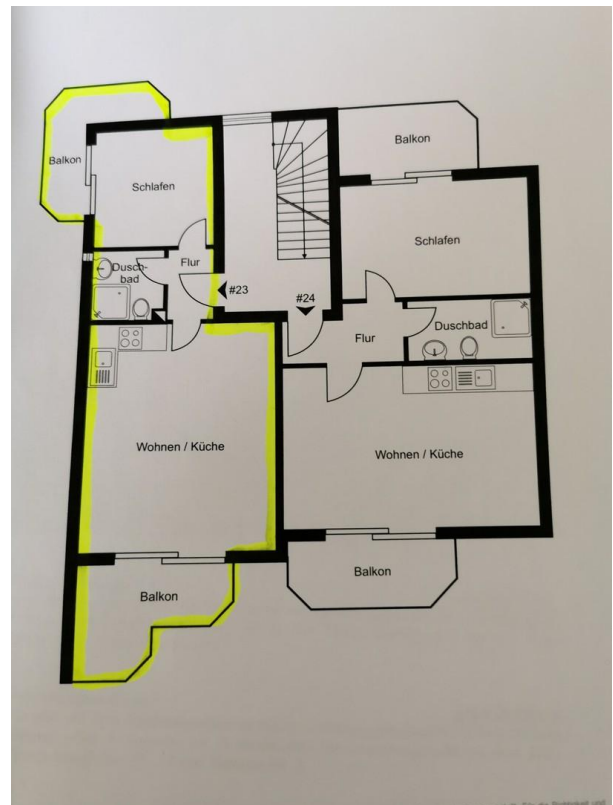 Balkon
Balkon
Schlafen
Schlafen
Flur
Dusch-
bad
#23
#24
Duschbad
Flur
Wohnen / Küche
Wohnen / Küche
Balkon
Balkon